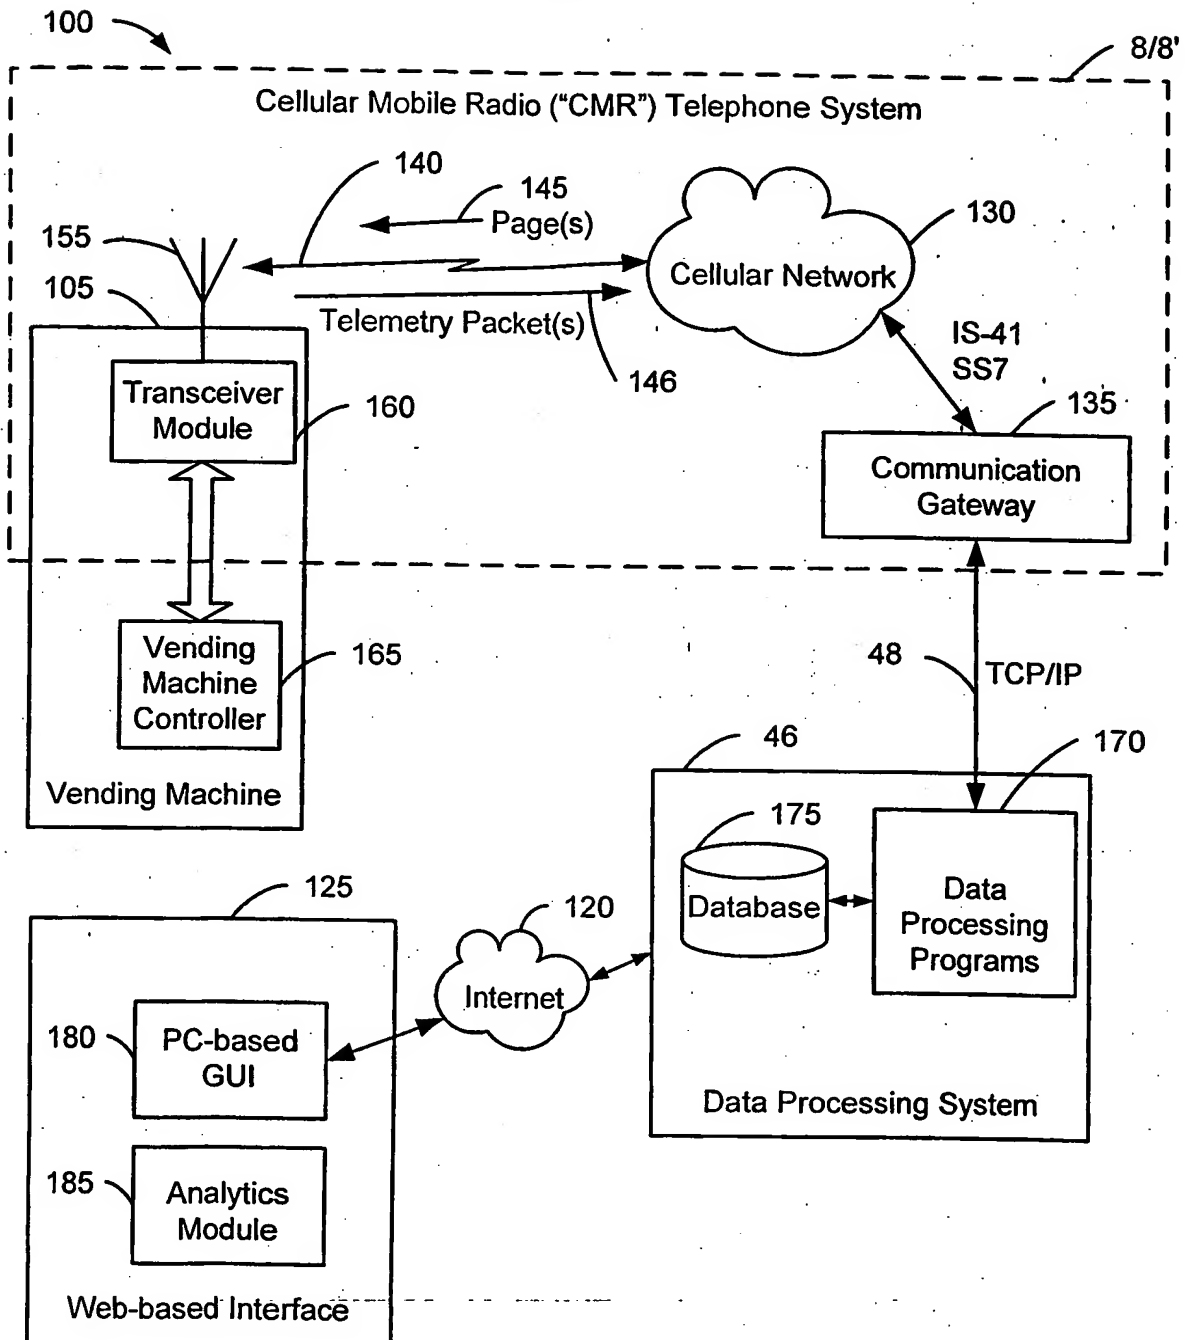 100
8/8'
Cellular Mobile Radio ("CMR") Telephone System
140
145
Page(s)
130
155
Cellular Network
105
Telemetry Packet(s)
146
IS-41
SS7
Transceiver
Module
160
135
Communication
Gateway
Vending
Machine
Controller
165
48
TCP/IP
Vending Machine
46
170
175
Database
Data
Processing
Programs
125
120
Internet
180
PC-based
GUI
Data Processing System
185
Analytics
Module
Web-based Interface